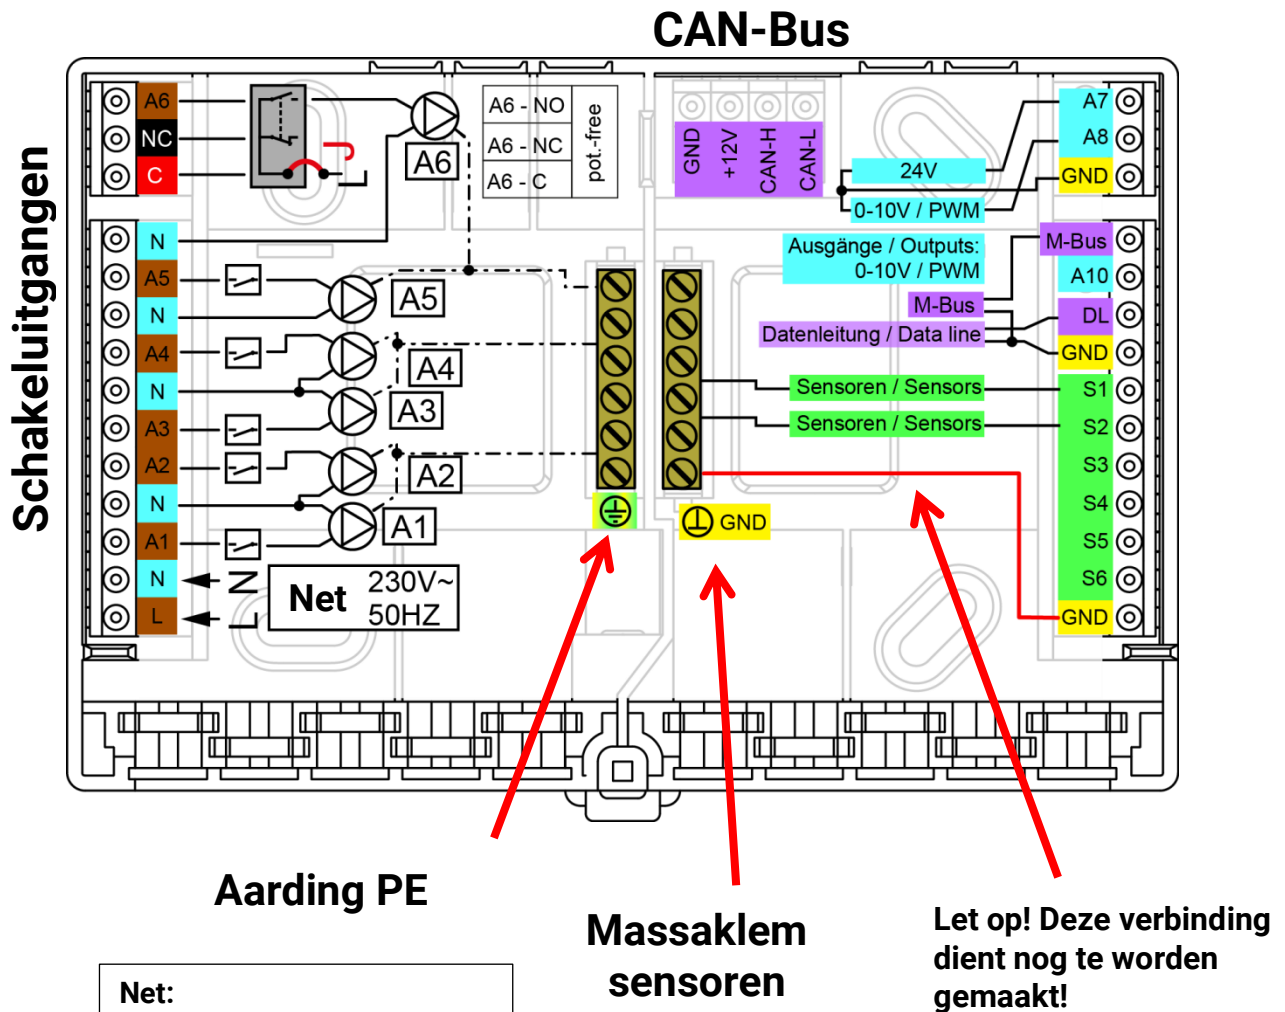 CAN-Bus
Schakeluitgangen
A6
NC
C
N
A5
N
A4
N
A3
A2
N
A1
N
L
J
L
A6
A6 - NO
A6 - NC
A6 - C
pot.-free
A5
A4
A3
A2
A1
N
L
Net 230V~
50HZ
GND
+12V
CAN-H
CAN-L
24V
0-10V / PWM
Ausgänge / Outputs:
0-10V / PWM
M-Bus
Datenleitung / Data line
Sensoren / Sensors
Sensoren / Sensors
GND
A7
A8
GND
M-Bus
A10
DL
GND
S1
S2
S3
S4
S5
S6
GND
Aarding PE
Massaklem
sensoren
Let op! Deze verbinding
dient nog te worden
gemaakt!
Net: